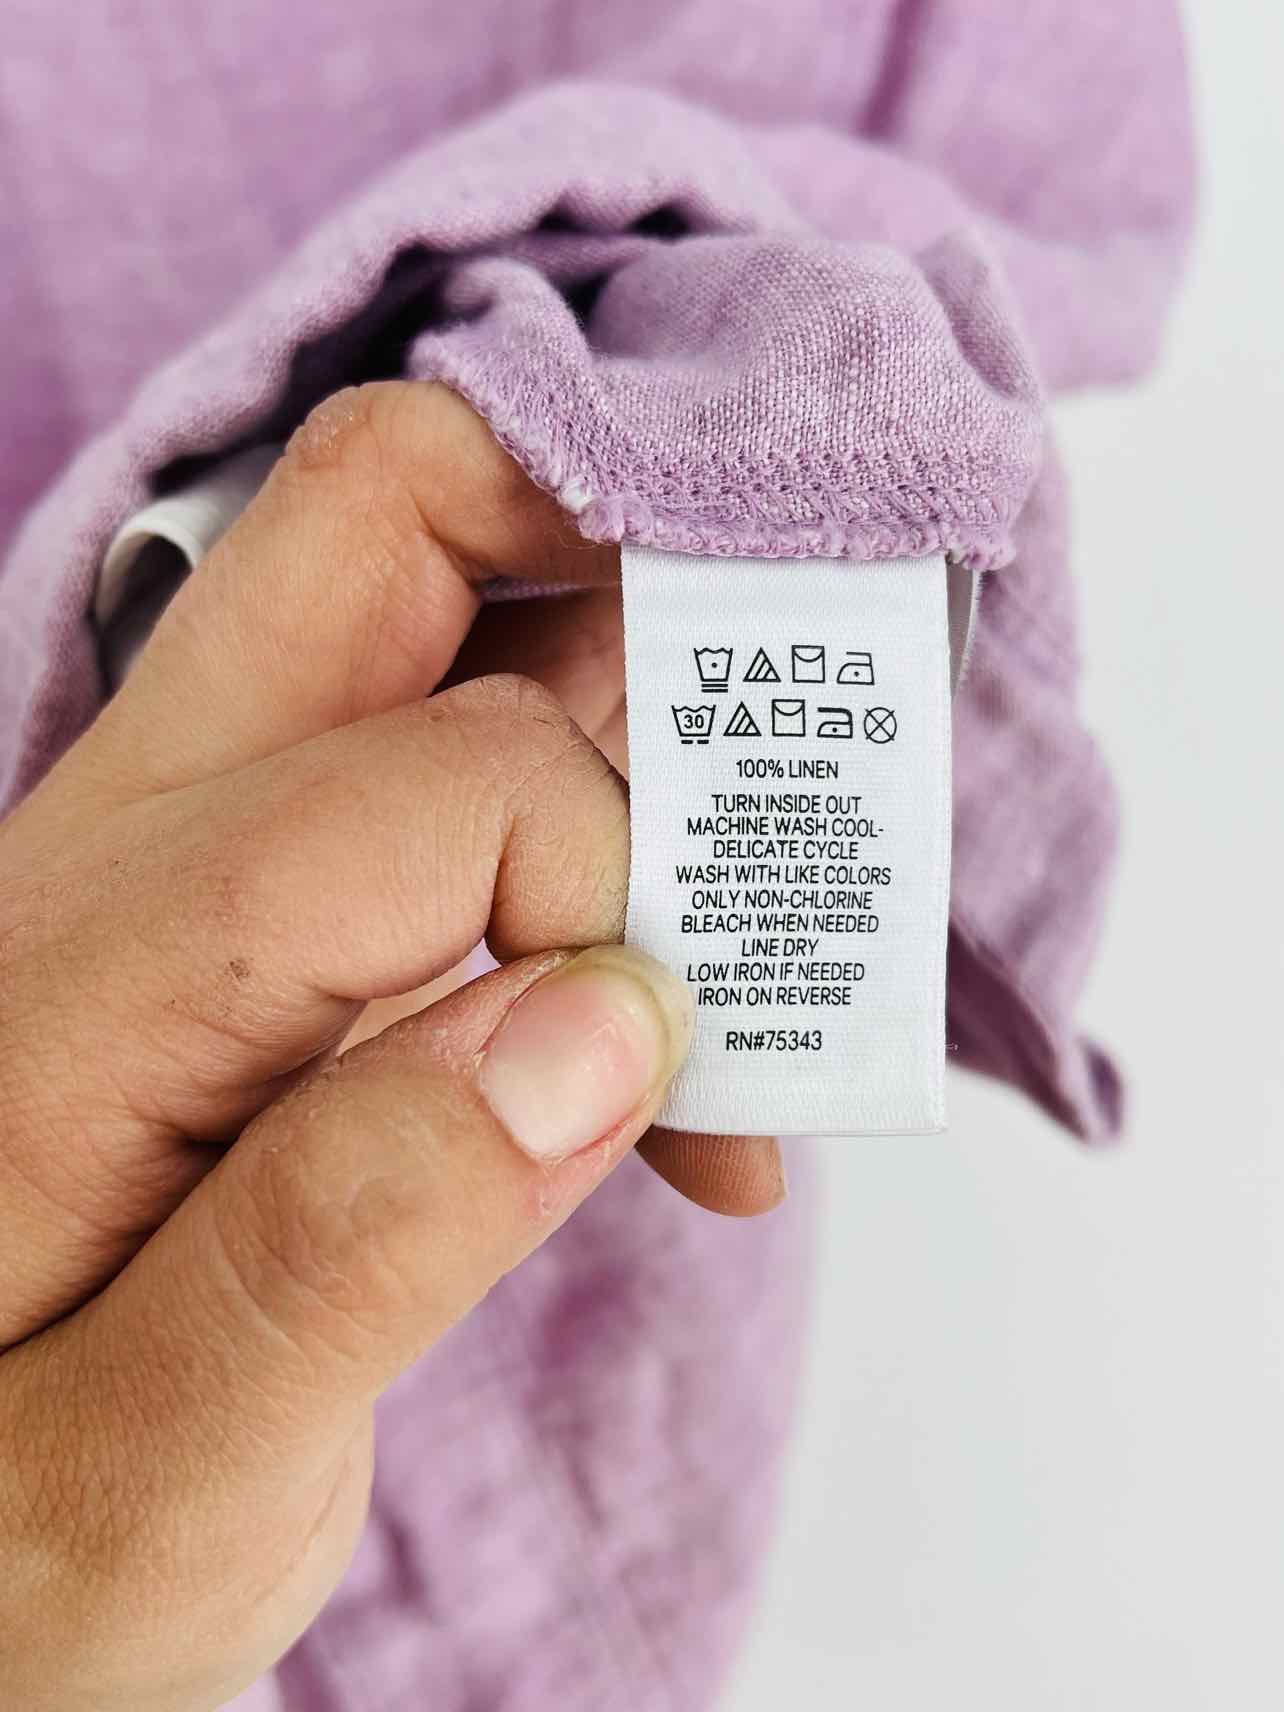 30
100% LINEN
TURN INSIDE OUT
MACHINE WASH COOL-
DELICATE CYCLE
WASH WITH LIKE COLORS
ONLY NON-CHLORINE
BLEACH WHEN NEEDED
LINE DRY
LOW IRON IF NEEDED
IRON ON REVERSE
RN#75343